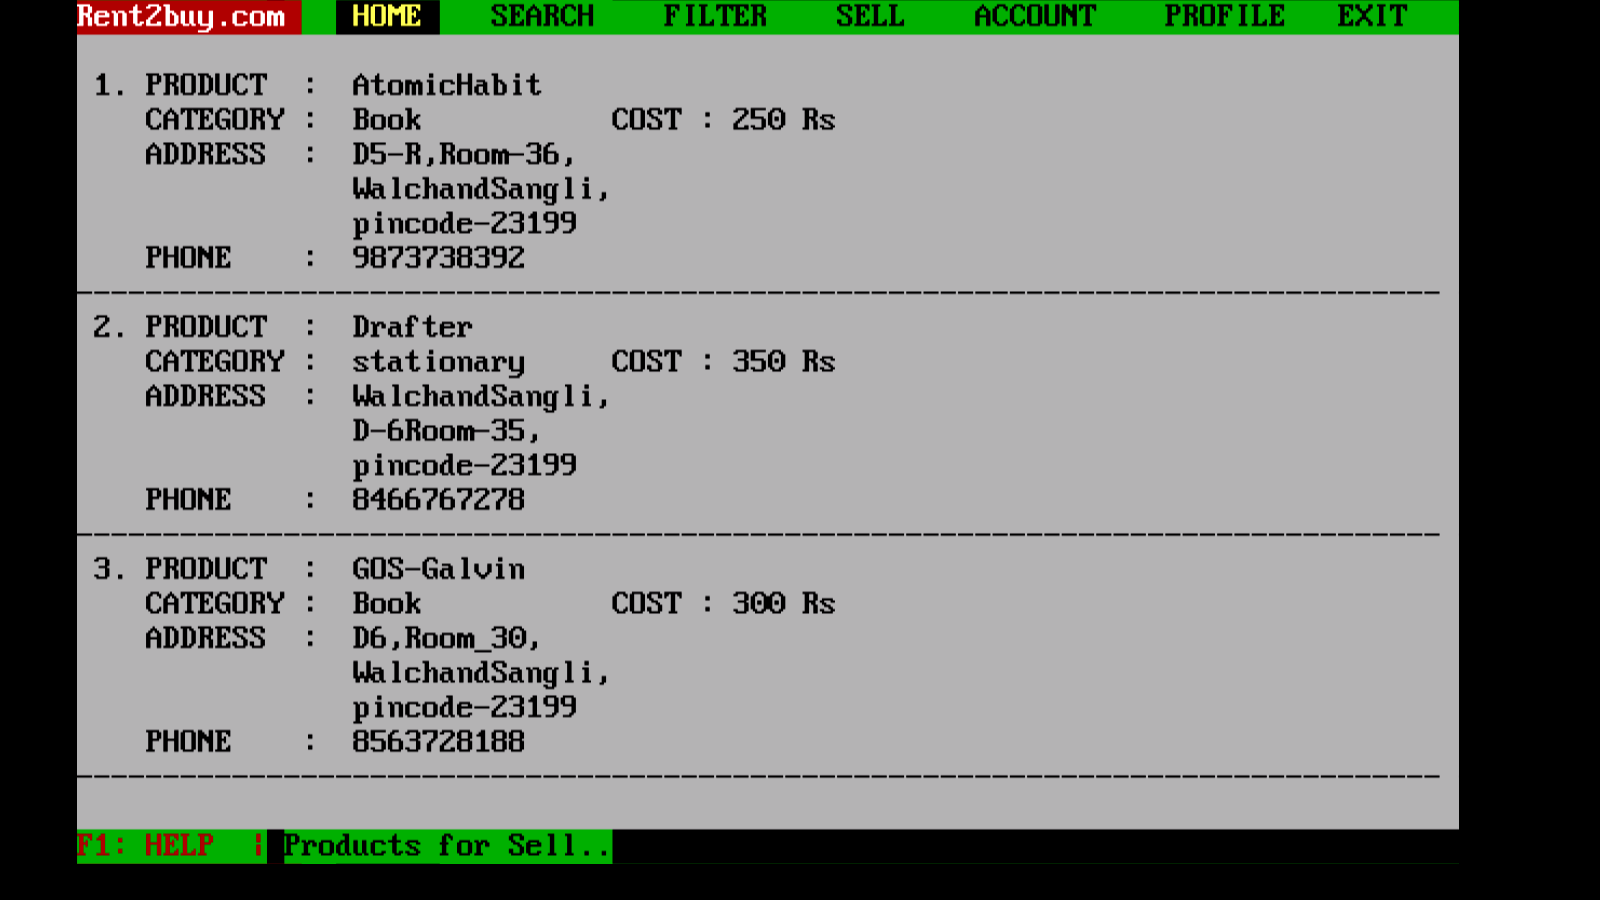 Rent2buy.com HOME SEARCH FILTER SELL ACCOUNT PROFILE EXIT
1. PRODUCT : AtomicHabit
CATEGORY : Book COST : 250 Rs
ADDRESS : D5-R,Room-36,
WalchandSangli,
pincode-23199
PHONE : 9873738392
2. PRODUCT : Drafter
CATEGORY : stationary COST : 350 Rs
ADDRESS : WalchandSangli,
D-6Room-35,
pincode-23199
PHONE : 8466767278
3. PRODUCT : GOS-Galvin
CATEGORY : Book COST : 300 Rs
ADDRESS : D6,Room_30,
WalchandSangli,
pincode-23199
PHONE : 8563728188
F1: HELP ¦ Products for Sell..